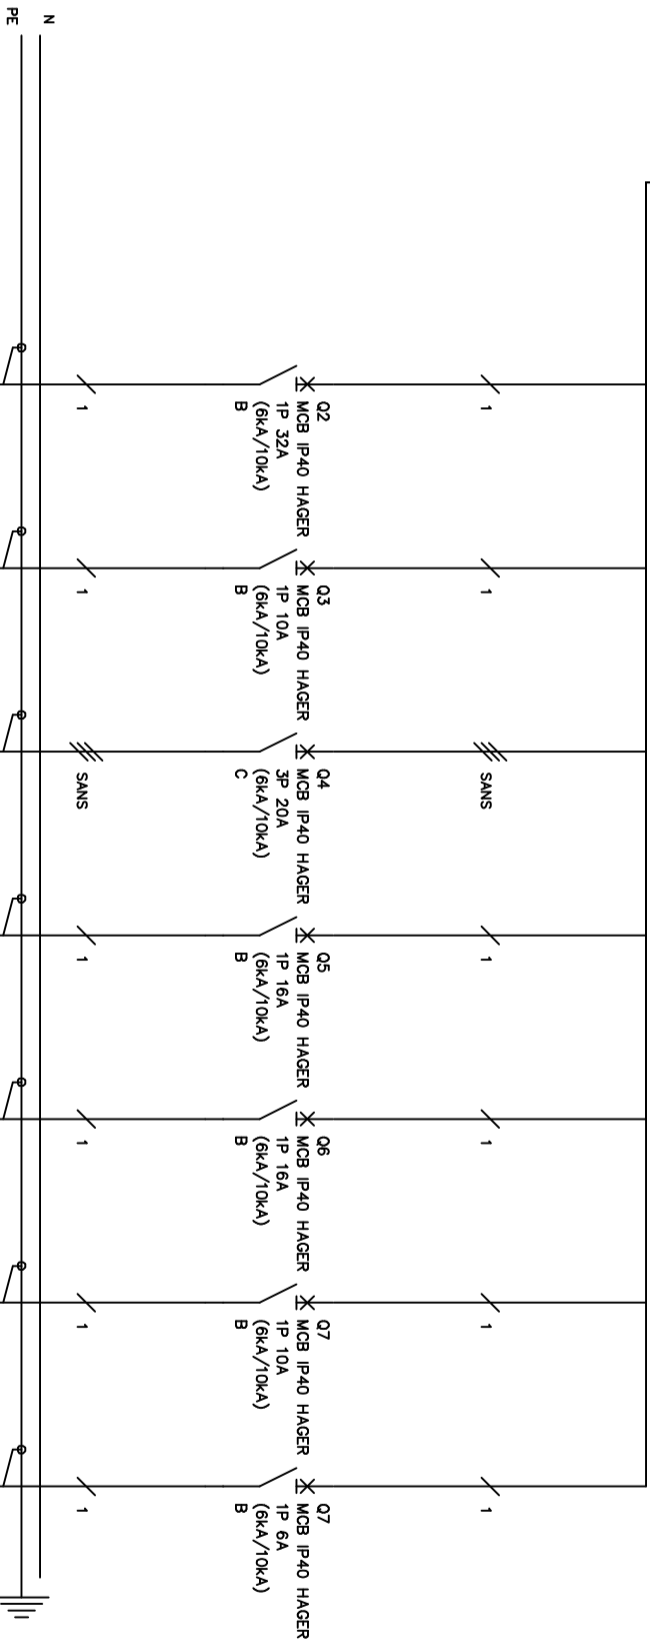 1
1
SANS
1
1
1
1
Q2
MCB IP40 HAGER
1P 32A
(6kA/10kA)
B
Q3
MCB IP40 HAGER
1P 10A
(6kA/10kA)
B
Q4
MCB IP40 HAGER
3P 20A
(6kA/10kA)
C
Q5
MCB IP40 HAGER
1P 16A
(6kA/10kA)
B
Q6
MCB IP40 HAGER
1P 16A
(6kA/10kA)
B
Q7
MCB IP40 HAGER
1P 10A
(6kA/10kA)
B
Q7
MCB IP40 HAGER
1P 6A
(6kA/10kA)
B
1
1
SANS
1
1
1
1
N
PE